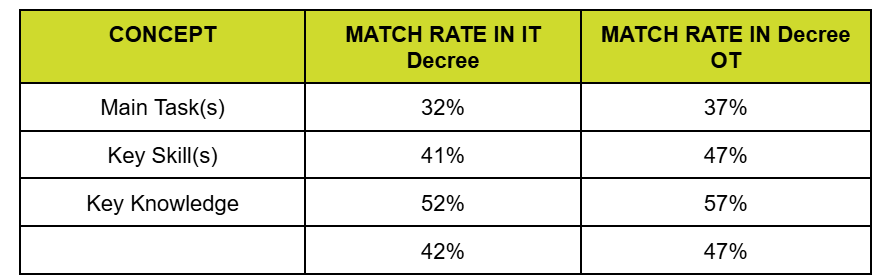 CONCEPT
MATCH RATE IN IT
Decree
MATCH RATE IN Decree
OT
Main Task(s)
32%
37%
Key Skill(s)
41%
47%
Key Knowledge
52%
57%
42%
47%